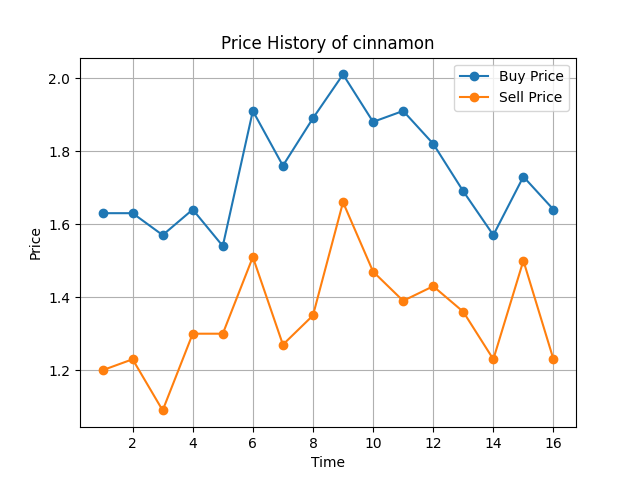 Price History of cinnamon
Buy Price
Sell Price
2.0
1.8
1.6
1.4
1.2
Price
2 4 6 8 10 12 14 16
Time